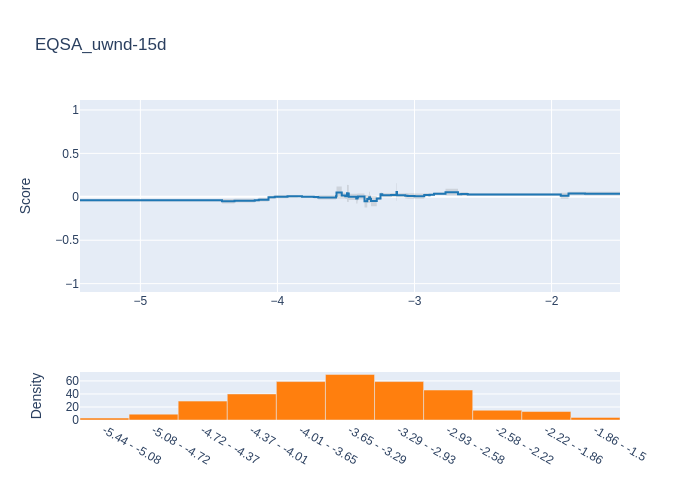 EQSA_uwnd-15d
Score
1
0.5
0
−0.5
−1
−5
−4
−3
−2
Density
60
40
20
0
-5.44 - -5.08
-5.08 - -4.72
-4.72 - -4.37
-4.37 - -4.01
-4.01 - -3.65
-3.65 - -3.29
-3.29 - -2.93
-2.93 - -2.58
-2.58 - -2.22
-2.22 - -1.86
-1.86 - -1.5